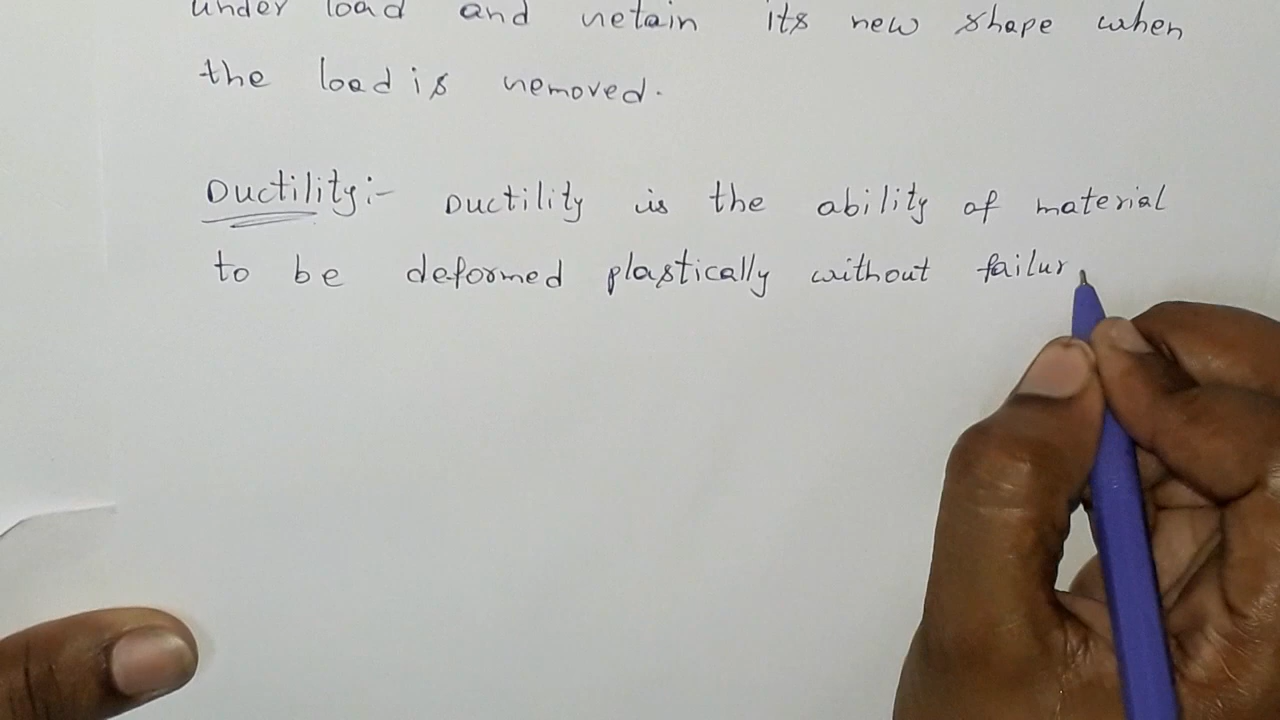 under load and retain its new shape when
the load is removed.
Ductility:- Ductility is the ability of material
to be deformed plastically without failur